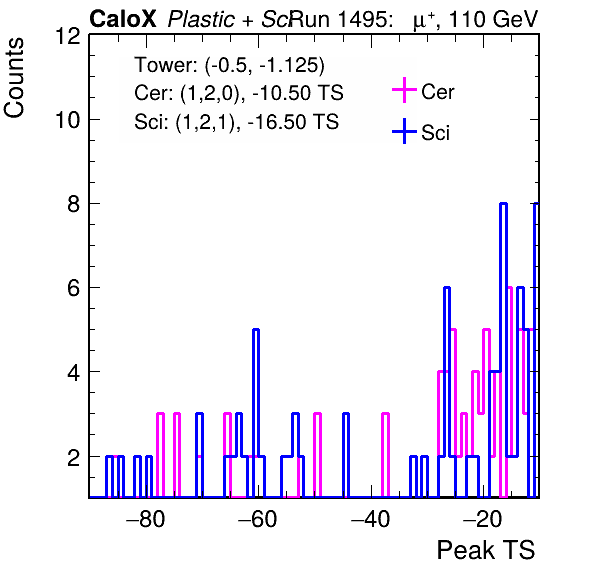 CaloX Plastic + Sci Run 1495: μ⁺, 110 GeV
12
Counts
Tower: (-0.5, -1.125)
Cer: (1,2,0), -10.50 TS
Sci: (1,2,1), -16.50 TS
Cer
Sci
10
8
6
4
2
−80 −60 −40 −20
Peak TS